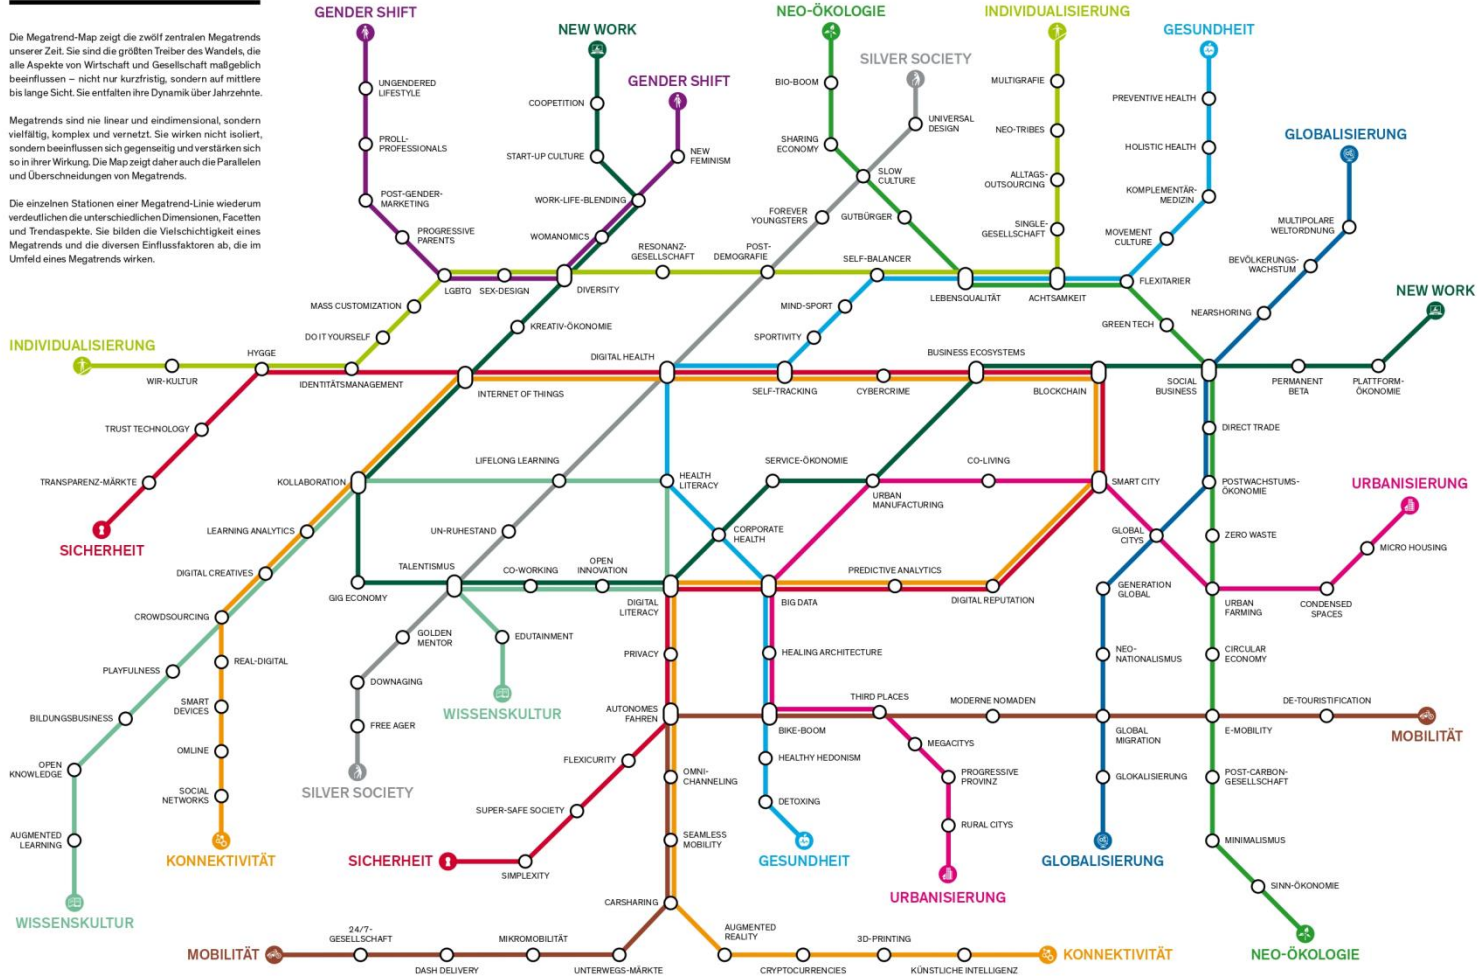 Die Megatrend-Map zeigt die zwölf zentralen Megatrends
unserer Zeit. Sie sind die größten Treiber des Wandels, die
alle Aspekte von Wirtschaft und Gesellschaft maßgeblich
beeinflussen – nicht nur kurzfristig, sondern auf mittlere
bis lange Sicht. Sie entfalten ihre Dynamik über Jahrzehnte.
Megatrends sind nie linear und eindimensional, sondern
vielfältig, komplex und vernetzt. Sie wirken nicht isoliert,
sondern beeinflussen sich gegenseitig und verstärken sich
so in ihrer Wirkung. Die Map zeigt daher auch die Parallelen
und Überschneidungen von Megatrends.
Die einzelnen Stationen einer Megatrend-Linie wiederum
verdeutlichen die unterschiedlichen Dimensionen, Facetten
und Trendaspekte. Sie bilden die Vielschichtigkeit eines
Megatrends und die diversen Einflussfaktoren ab, die im
Umfeld eines Megatrends wirken.
GENDER SHIFT
UNGENDERED
LIFESTYLE
PROLL-
PROFESSIONALS
POST-GENDER-
MARKETING
PROGRESSIVE
PARENTS
NEW WORK
COOPETITION
START-UP CULTURE
WORK-LIFE-BLENDING
WOMANOMICS
GENDER SHIFT
NEW
FEMINISM
NEO-ÖKOLOGIE
BIO-BOOM
SHARING
ECONOMY
SILVER SOCIETY
UNIVERSAL
DESIGN
SLOW
CULTURE
FOREVER
YOUNGSTERS
GUTBÜRGER
INDIVIDUALISIERUNG
MULTIGRAFIE
NEO-TRIBES
ALLTAGS-
OUTSOURCING
SINGLE-
GESELLSCHAFT
GESUNDHEIT
PREVENTIVE HEALTH
HOLISTIC HEALTH
KOMPLEMENTÄR-
MEDIZIN
MOVEMENT
CULTURE
FLEXITARIER
GLOBALISIERUNG
MULTIPOLARE
WELTORDNUNG
BEVÖLKERUNGS-
WACHSTUM
NEARSHORING
NEW WORK
LGBTQ
SEX-DESIGN
DIVERSITY
RESONANZ-
GESELLSCHAFT
POST-
DEMOGRAFIE
SELF-BALANCER
LEBENSQUALITÄT
ACHTSAMKEIT
GREEN TECH
MASS CUSTOMIZATION
DO IT YOURSELF
KREATIV-ÖKONOMIE
MIND-SPORT
SPORTIVITY
INDIVIDUALISIERUNG
WIR-KULTUR
HYGGE
IDENTITÄTSMANAGEMENT
INTERNET OF THINGS
DIGITAL HEALTH
SELF-TRACKING
CYBERCRIME
BUSINESS ECOSYSTEMS
BLOCKCHAIN
SOCIAL
BUSINESS
PERMANENT
BETA
PLATTFORM-
ÖKONOMIE
TRUST TECHNOLOGY
TRANSPARENZ-MÄRKTE
SICHERHEIT
DIRECT TRADE
KOLLABORATION
LIFELONG LEARNING
HEALTH
LITERACY
SERVICE-ÖKONOMIE
URBAN
MANUFACTURING
CO-LIVING
SMART CITY
POSTWACHSTUMS-
ÖKONOMIE
URBANISIERUNG
MICRO HOUSING
LEARNING ANALYTICS
UN-RUHESTAND
CORPORATE
HEALTH
GLOBAL
CITYS
ZERO WASTE
DIGITAL CREATIVES
GIG ECONOMY
TALENTISMUS
CO-WORKING
OPEN
INNOVATION
DIGITAL
LITERACY
BIG DATA
PREDICTIVE ANALYTICS
DIGITAL REPUTATION
GENERATION
GLOBAL
URBAN
FARMING
CONDENSED
SPACES
CROWDSOURCING
GOLDEN
MENTOR
EDUTAINMENT
PRIVACY
HEALING ARCHITECTURE
NEO-
NATIONALISMUS
CIRCULAR
ECONOMY
PLAYFULNESS
REAL-DIGITAL
DOWNAGING
WISSENSKULTUR
BILDUNGSBUSINESS
SMART
DEVICES
FREE AGER
AUTONOMES
FAHREN
BIKE-BOOM
THIRD PLACES
MODERNE NOMADEN
GLOBAL
MIGRATION
E-MOBILITY
DE-TOURISTIFICATION
MOBILITÄT
OPEN
KNOWLEDGE
OMLINE
SILVER SOCIETY
FLEXICURITY
OMNI-
CHANNELING
HEALTHY HEDONISM
MEGACITYS
PROGRESSIVE
PROVINZ
GLOKALISIERUNG
POST-CARBON-
GESELLSCHAFT
SOCIAL
NETWORKS
SUPER-SAFE SOCIETY
DETOXING
RURAL CITYS
AUGMENTED
LEARNING
KONNEKTIVITÄT
SICHERHEIT
SIMPLEXITY
SEAMLESS
MOBILITY
GESUNDHEIT
URBANISIERUNG
GLOBALISIERUNG
MINIMALISMUS
SINN-ÖKONOMIE
WISSENSKULTUR
CARSHARING
MOBILITÄT
24/7-
GESELLSCHAFT
DASH DELIVERY
MIKROMOBILITÄT
UNTERWEGS-MÄRKTE
AUGMENTED
REALITY
CRYPTOCURRENCIES
3D-PRINTING
KÜNSTLICHE INTELLIGENZ
KONNEKTIVITÄT
NEO-ÖKOLOGIE